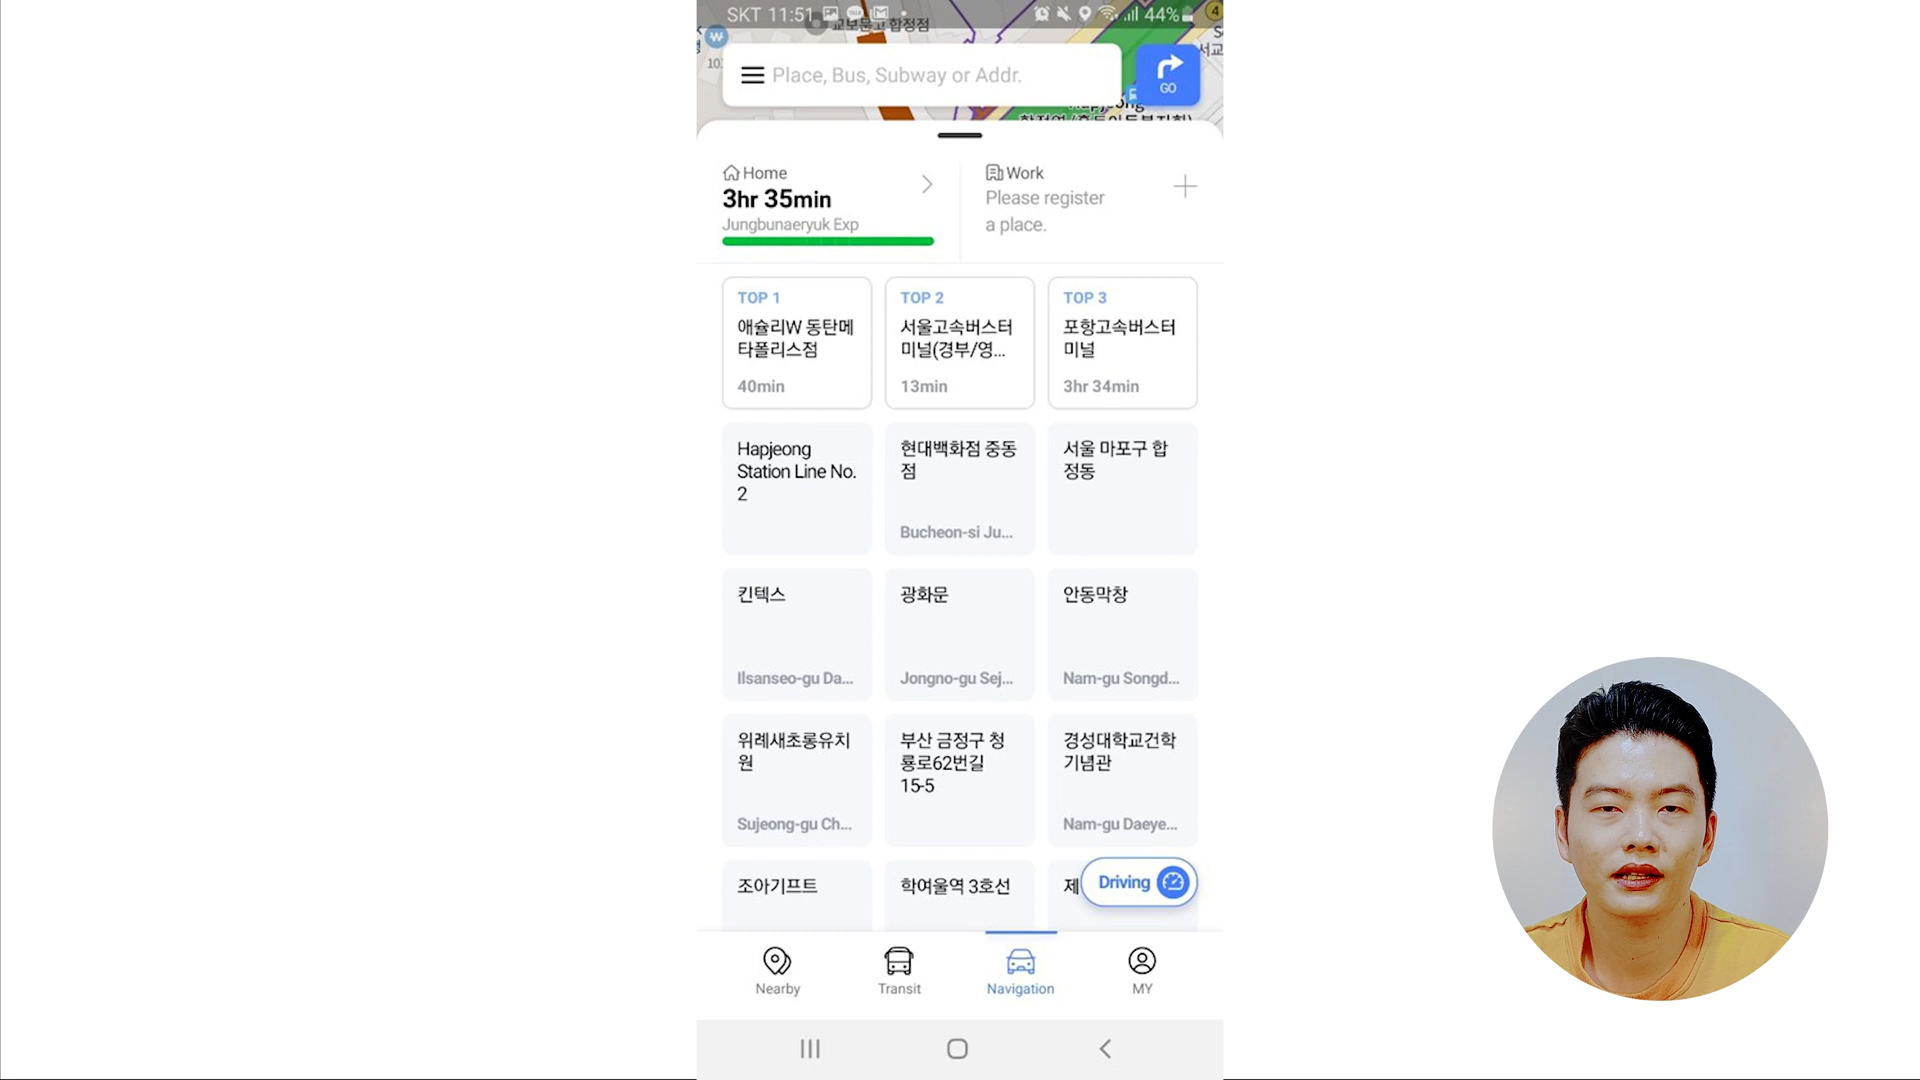 SKT 11:51
44%
4
교보문고 합정점
Place, Bus, Subway or Addr.
GO
Home
3hr 35min
Jungbunaeryuk Exp
Work
Please register
a place.
TOP 1
애슐리W 동탄메
타폴리스점
40min
TOP 2
서울고속버스터
미널(경부/영...
13min
TOP 3
포항고속버스터
미널
3hr 34min
Hapjeong
Station Line No.
2
현대백화점 중동
점
Bucheon-si Ju...
서울 마포구 합
정동
킨텍스
Ilsanseo-gu Da...
광화문
Jongno-gu Sej...
안동막창
Nam-gu Songd...
위례새초롱유치
원
Sujeong-gu Ch...
부산 금정구 청
룡로62번길
15-5
경성대학교건학
기념관
Nam-gu Daeye...
조아기프트
학여울역 3호선
제
Driving
Nearby
Transit
Navigation
MY